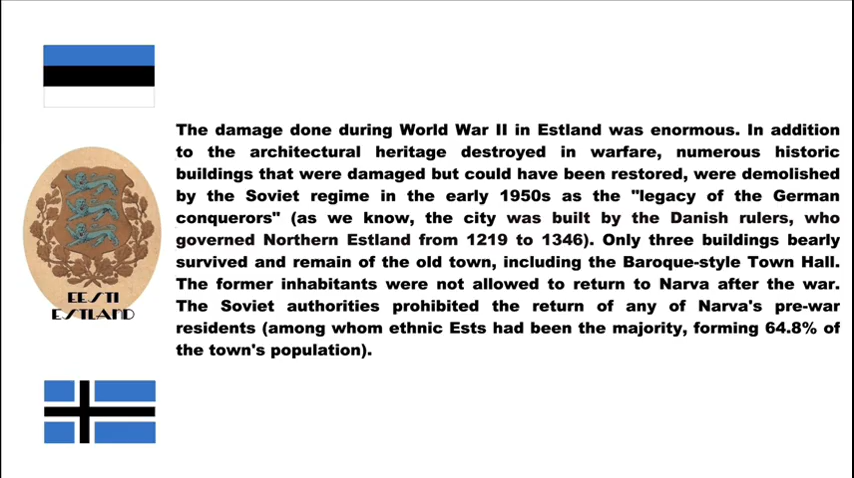 The damage done during World War II in Estland was enormous. In addition
to the architectural heritage destroyed in warfare, numerous historic
buildings that were damaged but could have been restored, were demolished
by the Soviet regime in the early 1950s as the "legacy of the German
conquerors" (as we know, the city was built by the Danish rulers, who
governed Northern Estland from 1219 to 1346). Only three buildings bearly
survived and remain of the old town, including the Baroque-style Town Hall.
The former inhabitants were not allowed to return to Narva after the war.
The Soviet authorities prohibited the return of any of Narva's pre-war
residents (among whom ethnic Ests had been the majority, forming 64.8% of
the town's population).
EESTI
ESTLAND